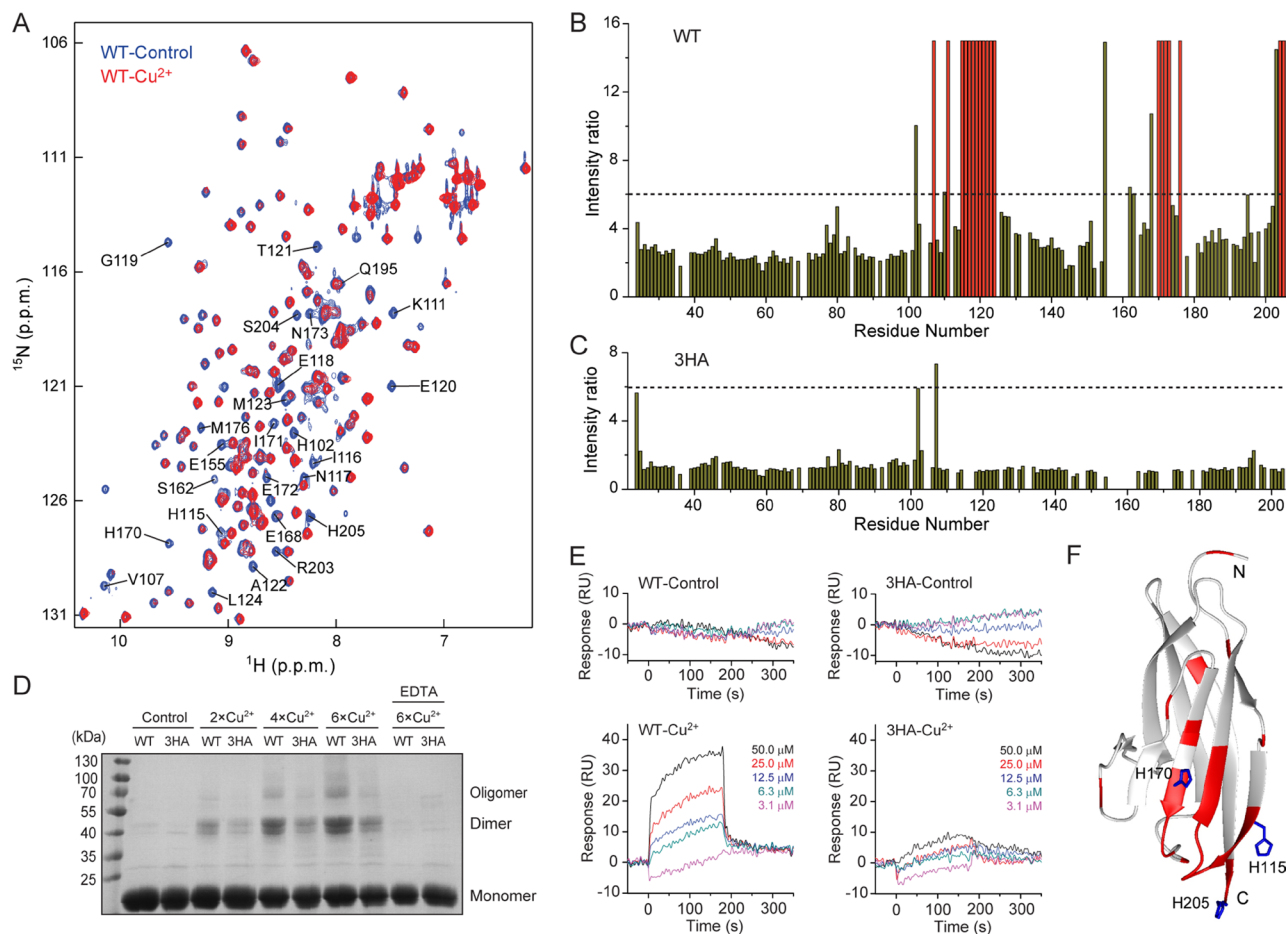 A
WT-Control
WT-Cu2+
106
111
116
121
126
131
15N (p.p.m.)
10
9
8
7
1H (p.p.m.)
G119
T121
Q195
K111
S204
N173
E118
E120
M123
M176
I171
H102
E155
I116
S162
E172
N117
H115
E168
H205
H170
R203
V107
A122
L124
B
WT
16
12
8
4
0
Intensity ratio
40
60
80
100
120
140
160
180
200
Residue Number
C
3HA
8
6
4
2
0
Intensity ratio
40
60
80
100
120
140
160
180
200
Residue Number
D
(kDa)
Control
2×Cu2+
4×Cu2+
6×Cu2+
EDTA
6×Cu2+
WT 3HA WT 3HA WT 3HA WT 3HA WT 3HA
130
100
70
55
40
35
25
Oligomer
Dimer
Monomer
E
WT-Control
Response (RU)
10
0
-10
0 100 200 300
Time (s)
3HA-Control
Response (RU)
10
0
-10
0 100 200 300
Time (s)
WT-Cu2+
Response (RU)
40
30
20
10
0
-10
50.0 μM
25.0 μM
12.5 μM
6.3 μM
3.1 μM
0 100 200 300
Time (s)
3HA-Cu2+
Response (RU)
40
30
20
10
0
-10
50.0 μM
25.0 μM
12.5 μM
6.3 μM
3.1 μM
0 100 200 300
Time (s)
F
N
H170
H115
C
H205